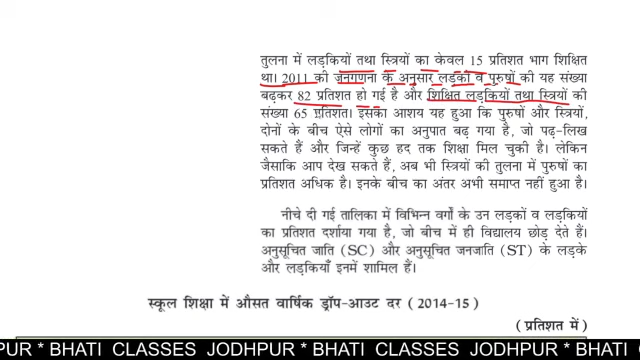 तुलना में लड़कियों तथा स्त्रियों का केवल 15 प्रतिशत भाग शिक्षित
था। 2011 की जनगणना के अनुसार लड़कों व पुरुषों की यह संख्या
बढ़कर 82 प्रतिशत हो गई है और शिक्षित लड़कियों तथा स्त्रियों की
संख्या 65 प्रतिशत। इसका आशय यह हुआ कि पुरुषों और स्त्रियों,
दोनों के बीच ऐसे लोगों का अनुपात बढ़ गया है, जो पढ़-लिख
सकते हैं और जिन्हें कुछ हद तक शिक्षा मिल चुकी है। लेकिन
जैसाकि आप देख सकते हैं, अब भी स्त्रियों की तुलना में पुरुषों का
प्रतिशत अधिक है। इनके बीच का अंतर अभी समाप्त नहीं हुआ है।
नीचे दी गई तालिका में विभिन्न वर्गों के उन लड़कों व लड़कियों
का प्रतिशत दर्शाया गया है, जो बीच में ही विद्यालय छोड़ देते हैं।
अनुसूचित जाति (SC) और अनुसूचित जनजाति (ST) के लड़के
और लड़कियाँ इनमें शामिल हैं।
स्कूल शिक्षा में औसत वार्षिक ड्रॉप-आउट दर (2014-15)
(प्रतिशत में)
PUR * BHATI CLASSES JODHPUR * BHATI CLASSES JODHPUR * BHATI